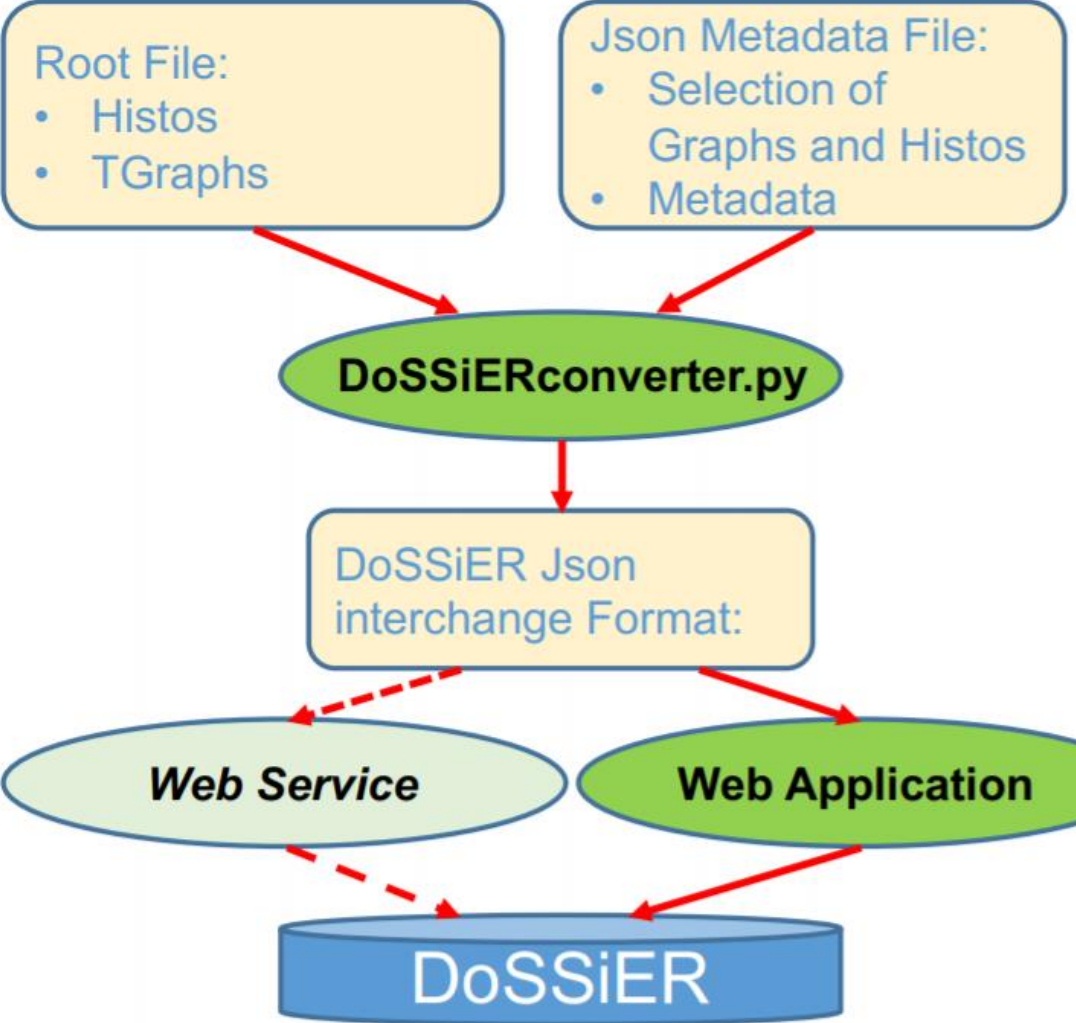 Root File:
• Histos
• TGraphs
Json Metadata File:
• Selection of
Graphs and Histos
• Metadata
DoSSiERconverter.py
DoSSiER Json
interchange Format:
Web Service
Web Application
DoSSiER